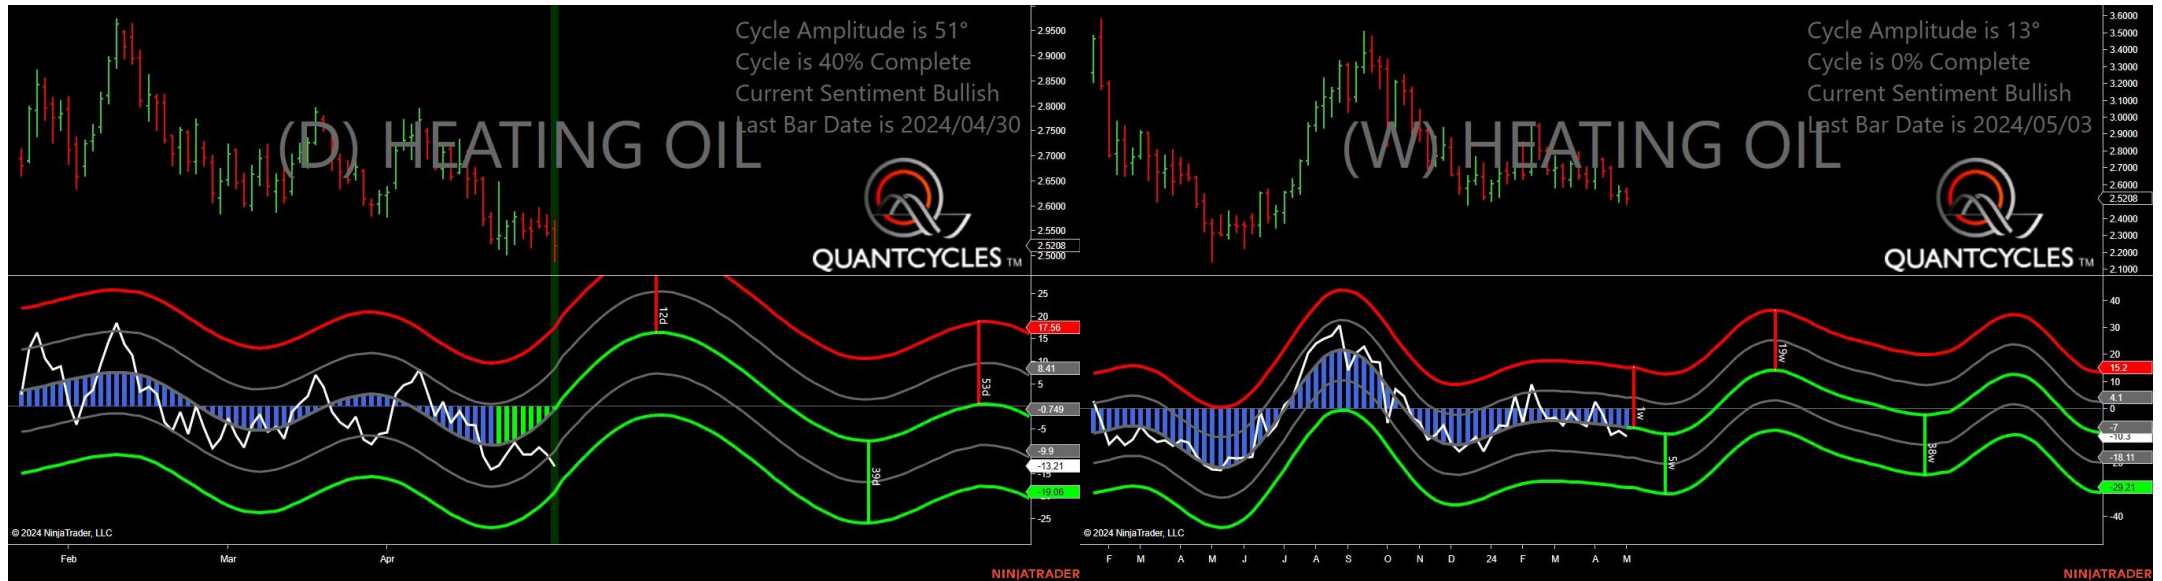 Cycle Amplitude is 51°
Cycle is 40% Complete
Current Sentiment Bullish
Last Bar Date is 2024/04/30
(D) HEATING OIL
QUANTCYCLES TM
2.9500
2.9000
2.8500
2.8000
2.7500
2.7000
2.6500
2.6000
2.5500
2.5208
2.5000
12d
39d
53d
25
20
17.56
15
8.41
5
-0.749
-5
-9.9
-13.21
-19.06
-25
© 2024 NinjaTrader, LLC
Feb Mar Apr
NINJATRADER
Cycle Amplitude is 13°
Cycle is 0% Complete
Current Sentiment Bullish
Last Bar Date is 2024/05/03
(W) HEATING OIL
QUANTCYCLES TM
3.6000
3.5000
3.4000
3.3000
3.2000
3.1000
3.0000
2.9000
2.8000
2.7000
2.6000
2.5208
2.4000
2.3000
2.2000
2.1000
1w
5w
19w
38w
40
30
20
15.2
10
4.1
0
-7
-10.3
-18.11
-29.21
-40
© 2024 NinjaTrader, LLC
F M A M J J A S O N D 24 F M A M
NINJATRADER